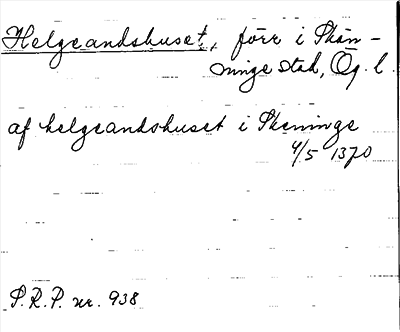 Helgeandshuset, förr i Skän-
ninge stad, Ög. l.
af helgeandshuset i Skeninge
4/5 1370
S.R.P. nr. 938